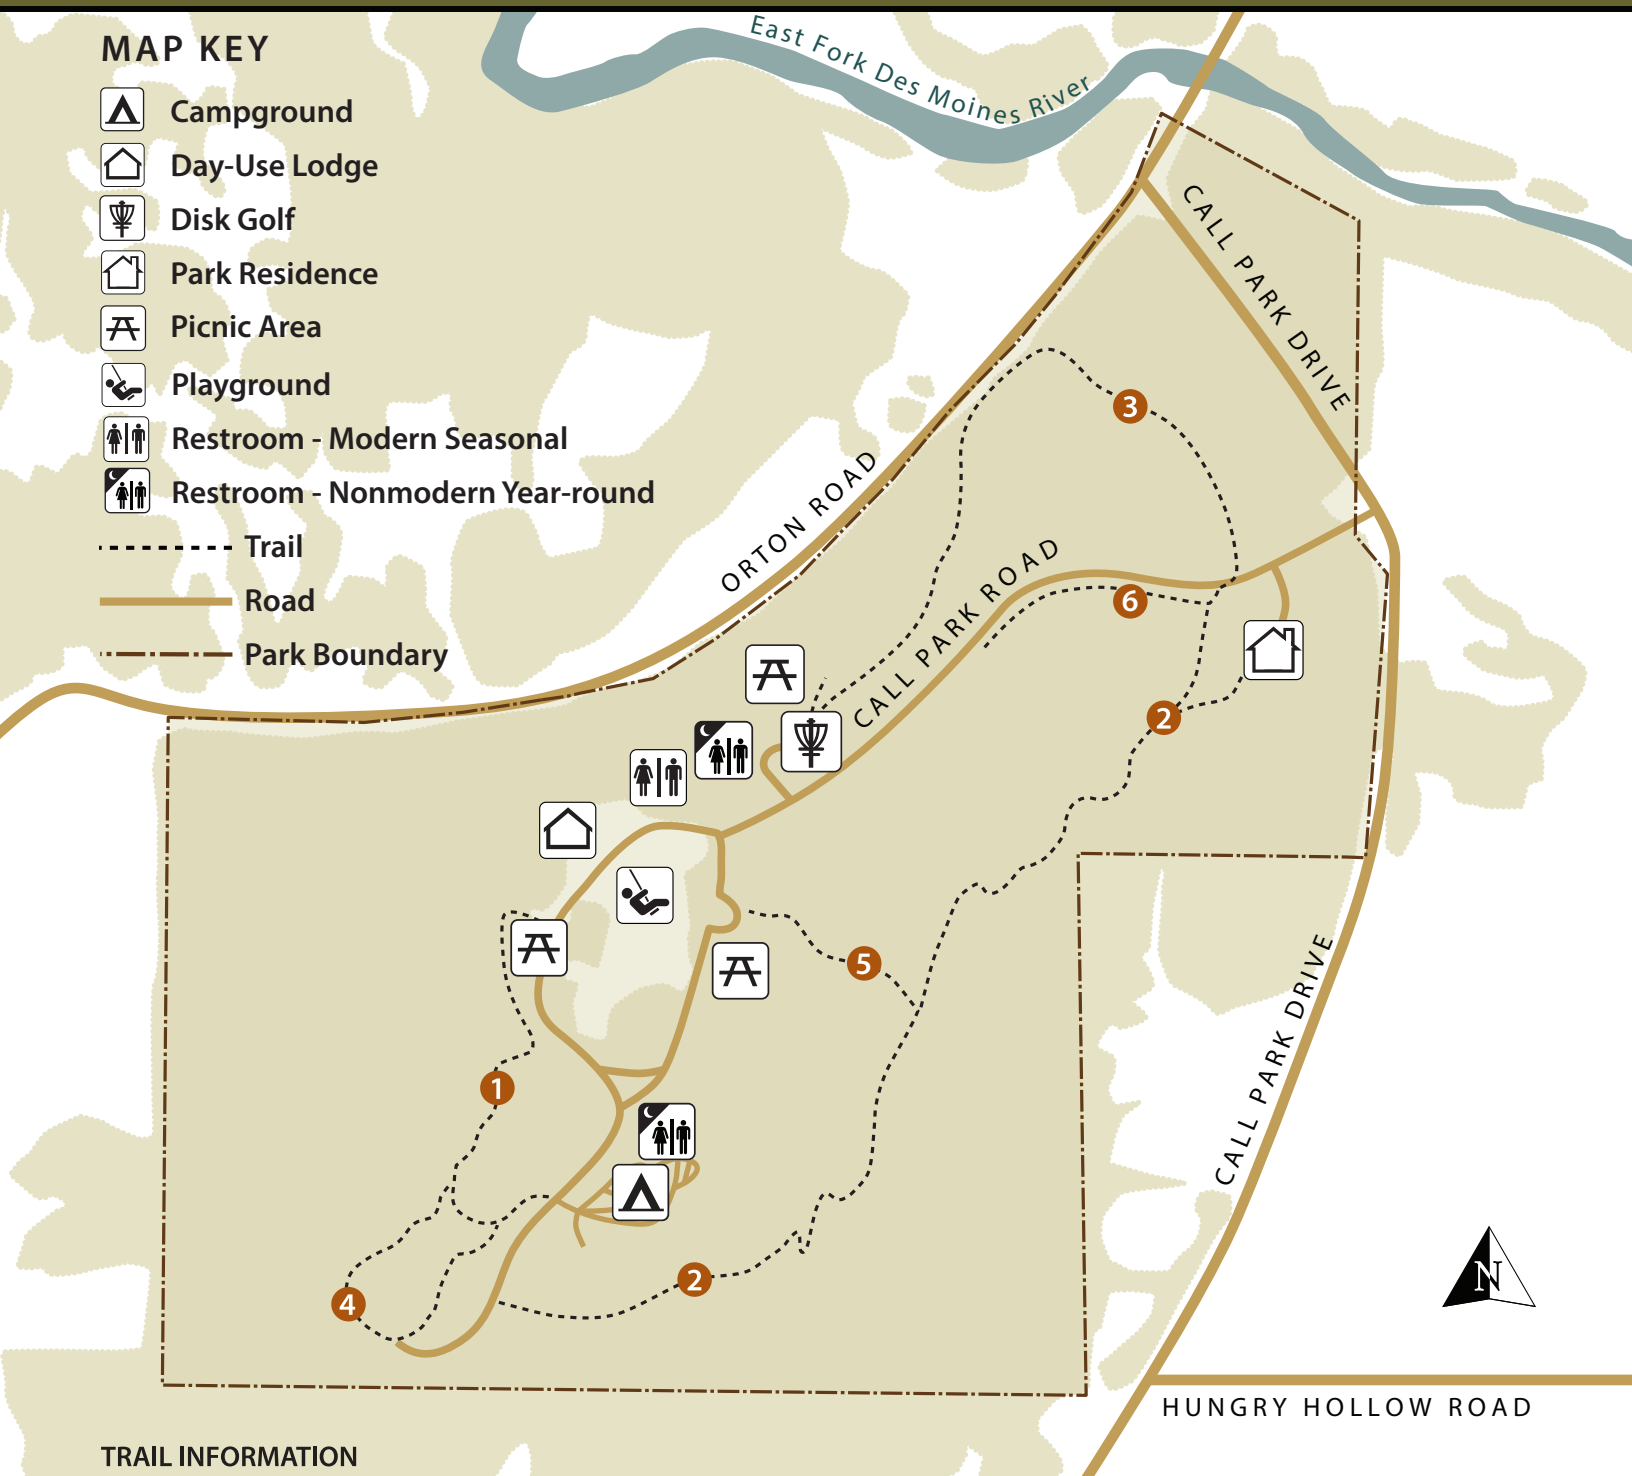 MAP KEY
Campground
Day-Use Lodge
Disk Golf
Park Residence
Picnic Area
Playground
Restroom - Modern Seasonal
Restroom - Nonmodern Year-round
Trail
Road
Park Boundary
East Fork Des Moines River
CALL PARK DRIVE
ORTON ROAD
CALL PARK ROAD
3
6
2
5
1
2
4
CALL PARK DRIVE
N
HUNGRY HOLLOW ROAD
TRAIL INFORMATION